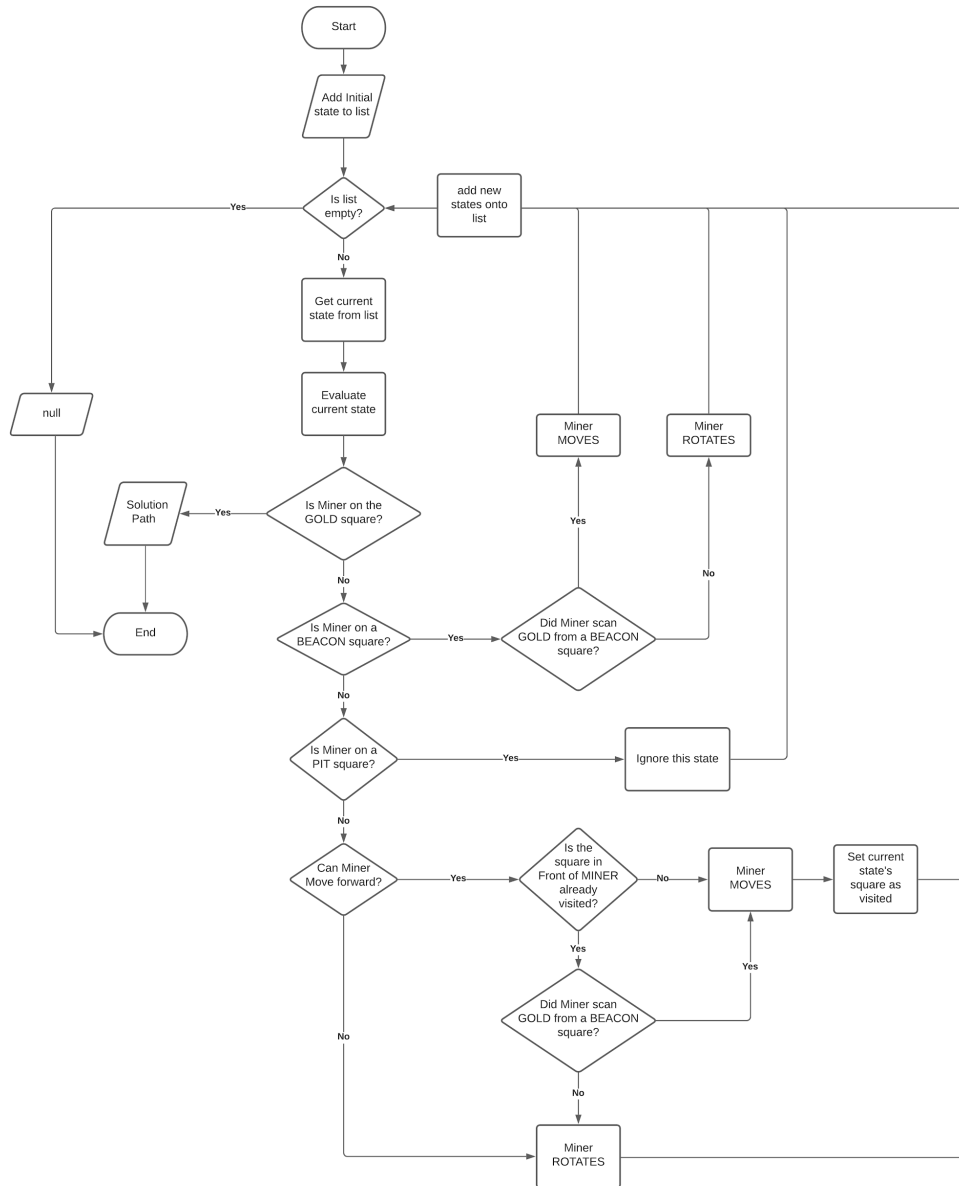 Start
Add Initial
state to list
Is list
empty?
add new
states onto
list
Yes
No
Get current
state from list
Evaluate
current state
null
Miner
MOVES
Miner
ROTATES
Is Miner on the
GOLD square?
Yes
Solution
Path
Yes
No
No
End
Is Miner on a
BEACON square?
Yes
Did Miner scan
GOLD from a BEACON
square?
No
Is Miner on a
PIT square?
Yes
Ignore this state
No
Can Miner
Move forward?
Yes
Is the
square in
Front of MINER
already
visited?
No
Miner
MOVES
Set current
state's
square as
visited
Yes
Yes
Did Miner scan
GOLD from a BEACON
square?
No
No
Miner
ROTATES